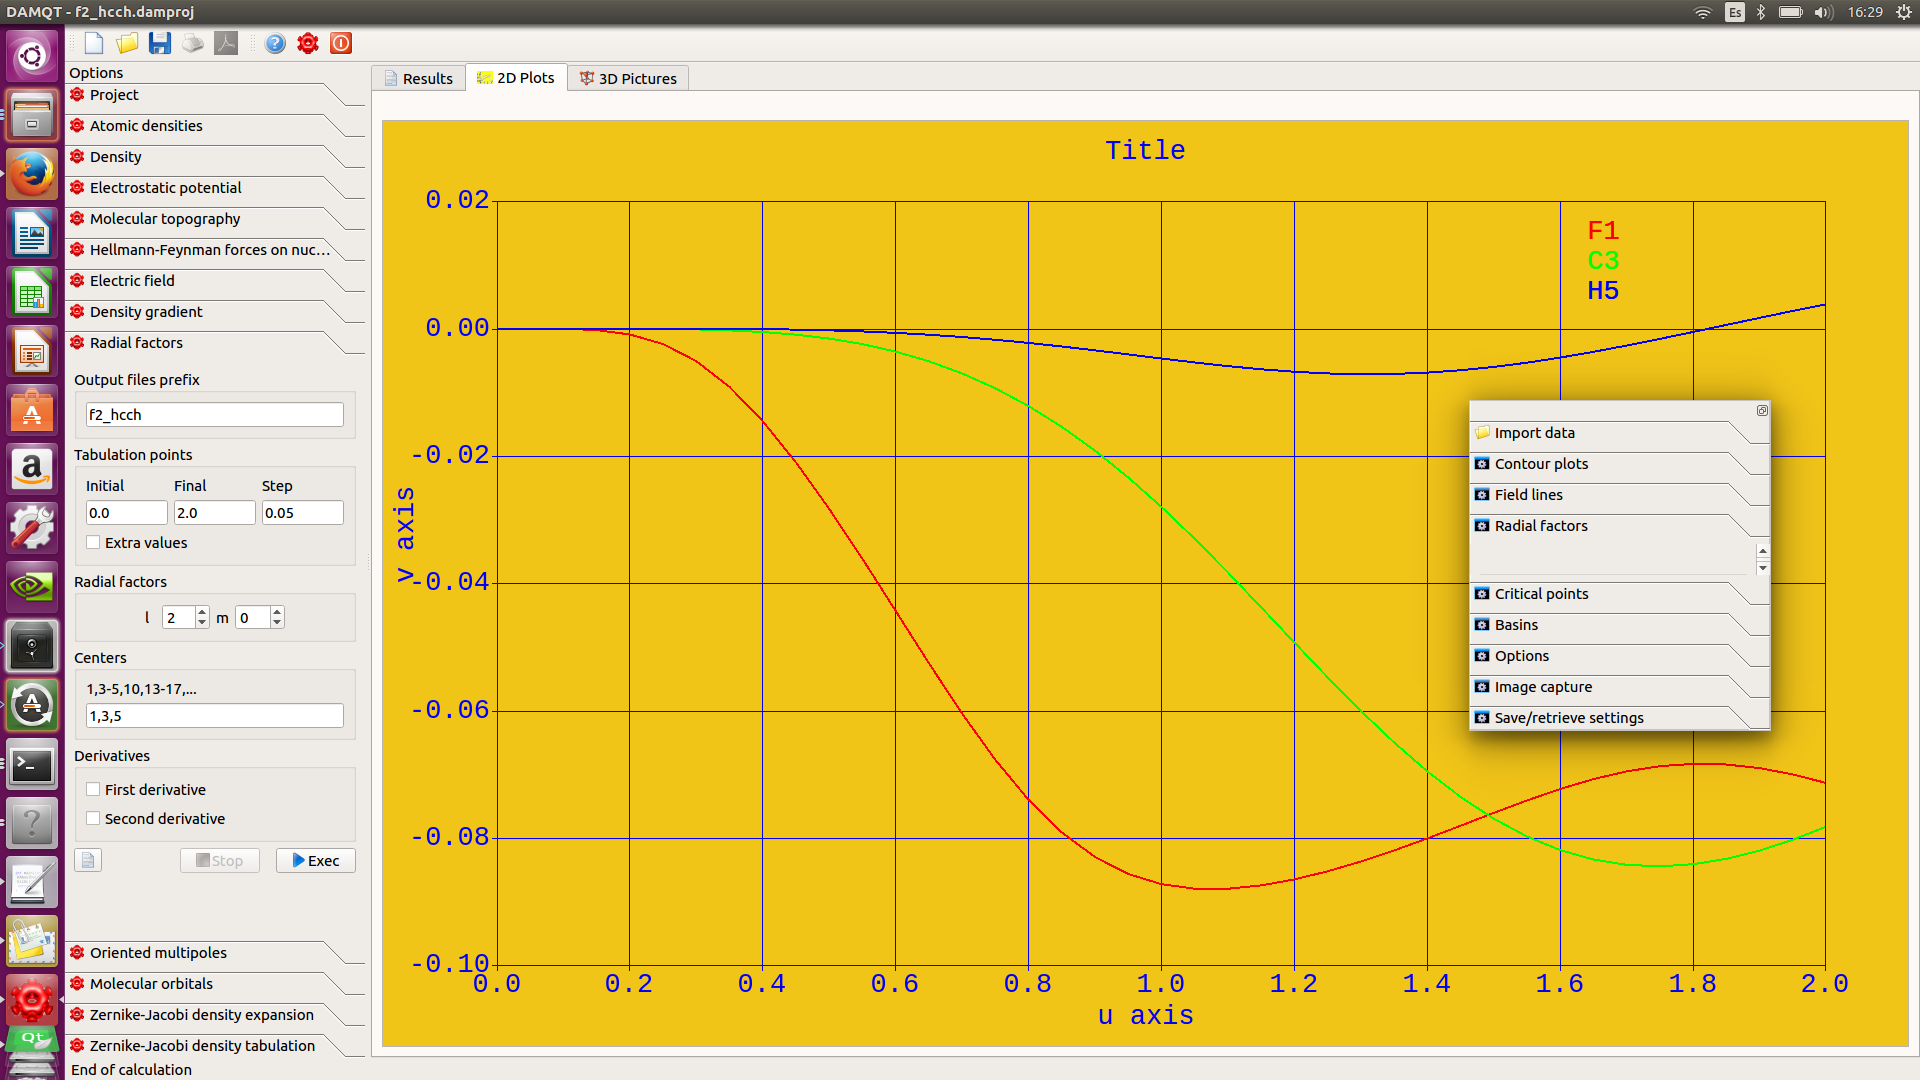 DAMQT - f2_hcch.damproj
Es
16:29
Options
Results
2D Plots
3D Pictures
Project
Atomic densities
Density
Electrostatic potential
Molecular topography
Hellmann-Feynman forces on nuc...
Electric field
Density gradient
Radial factors
Output files prefix
f2_hcch
Tabulation points
Initial Final Step
0.0 2.0 0.05
Extra values
Radial factors
l 2 m 0
Centers
1,3-5,10,13-17,...
1,3,5
Derivatives
First derivative
Second derivative
Stop Exec
Oriented multipoles
Molecular orbitals
Zernike-Jacobi density expansion
Zernike-Jacobi density tabulation
End of calculation
Title
F1
C3
H5
0.02
0.00
-0.02
-0.04
-0.06
-0.08
-0.10
v axis
0.0 0.2 0.4 0.6 0.8 1.0 1.2 1.4 1.6 1.8 2.0
u axis
Import data
Contour plots
Field lines
Radial factors
Critical points
Basins
Options
Image capture
Save/retrieve settings
a
Qt